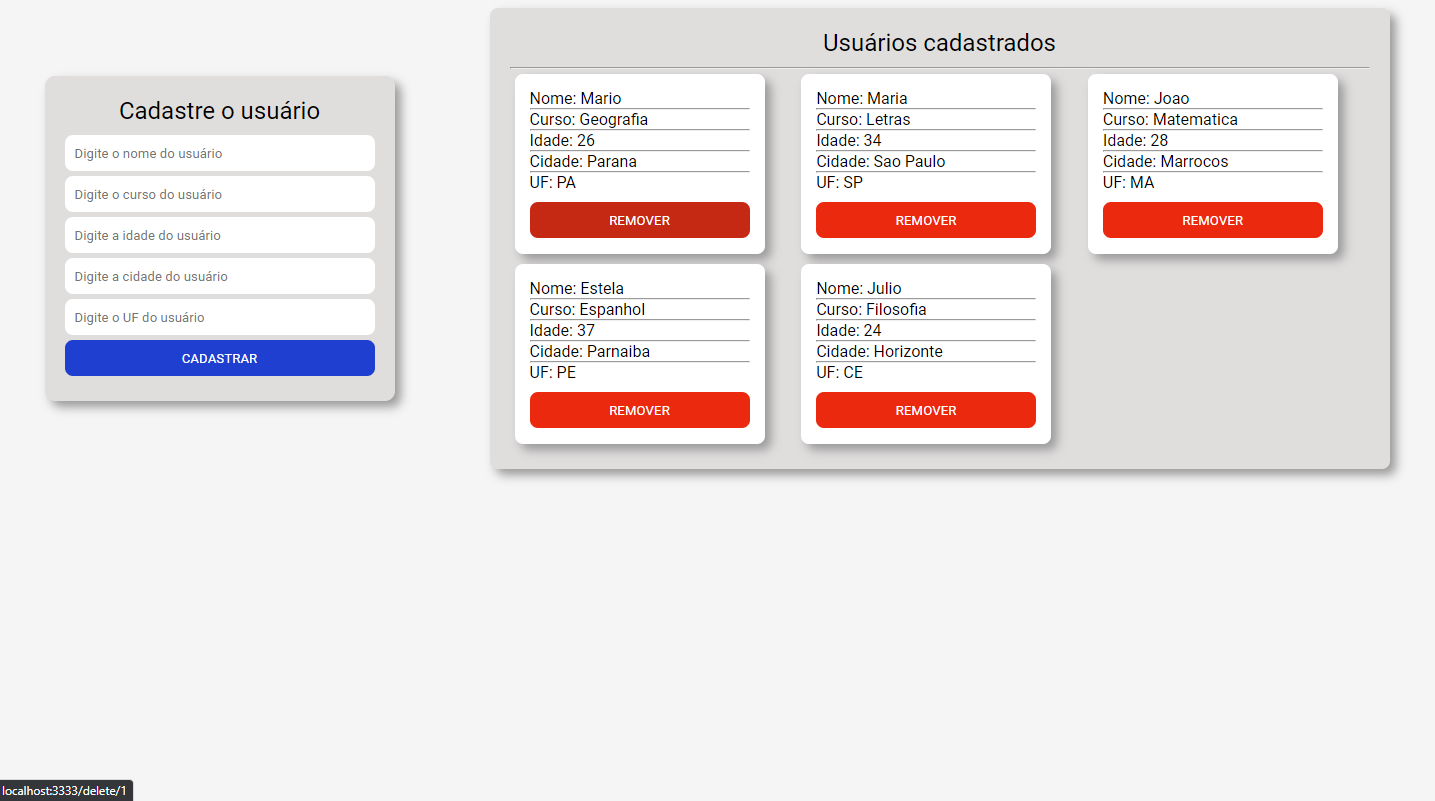 Cadastre o usuário
Digite o nome do usuário
Digite o curso do usuário
Digite a idade do usuário
Digite a cidade do usuário
Digite o UF do usuário
CADASTRAR
Usuários cadastrados
Nome: Mario
Curso: Geografia
Idade: 26
Cidade: Parana
UF: PA
REMOVER
Nome: Maria
Curso: Letras
Idade: 34
Cidade: Sao Paulo
UF: SP
REMOVER
Nome: Joao
Curso: Matematica
Idade: 28
Cidade: Marrocos
UF: MA
REMOVER
Nome: Estela
Curso: Espanhol
Idade: 37
Cidade: Parnaiba
UF: PE
REMOVER
Nome: Julio
Curso: Filosofia
Idade: 24
Cidade: Horizonte
UF: CE
REMOVER
localhost:3333/delete/1